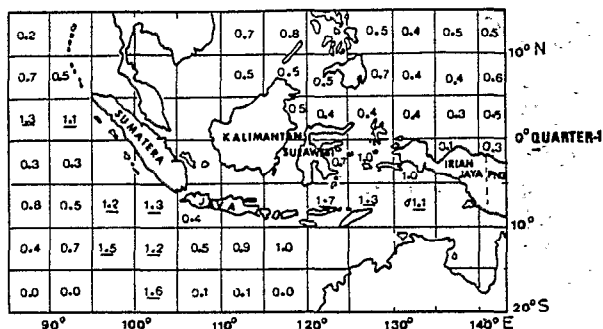 0.2 0.7 0.8 0.5 0.4 0.5 0.5
10°N
0.7 0.5 0.5 0.5 0.5 0.7 0.4 0.4 0.6
1.3 1.1 0.5 0.4 0.4 0.4 0.3 0.5
SUMATERA KALIMANTAN SULAWESI 0° QUARTER-1
0.3 0.3 0.7 1.0 1.0 0.1 0.3
IRIAN JAYA PNG
0.8 0.5 1.2 1.3 0.4 1.7 1.3 1.1
10°
0.4 0.7 1.5 1.2 0.5 0.9 1.0
0.0 0.0 1.6 0.1 0.1 0.0
20°S
90° 100° 110° 120° 130° 140°E